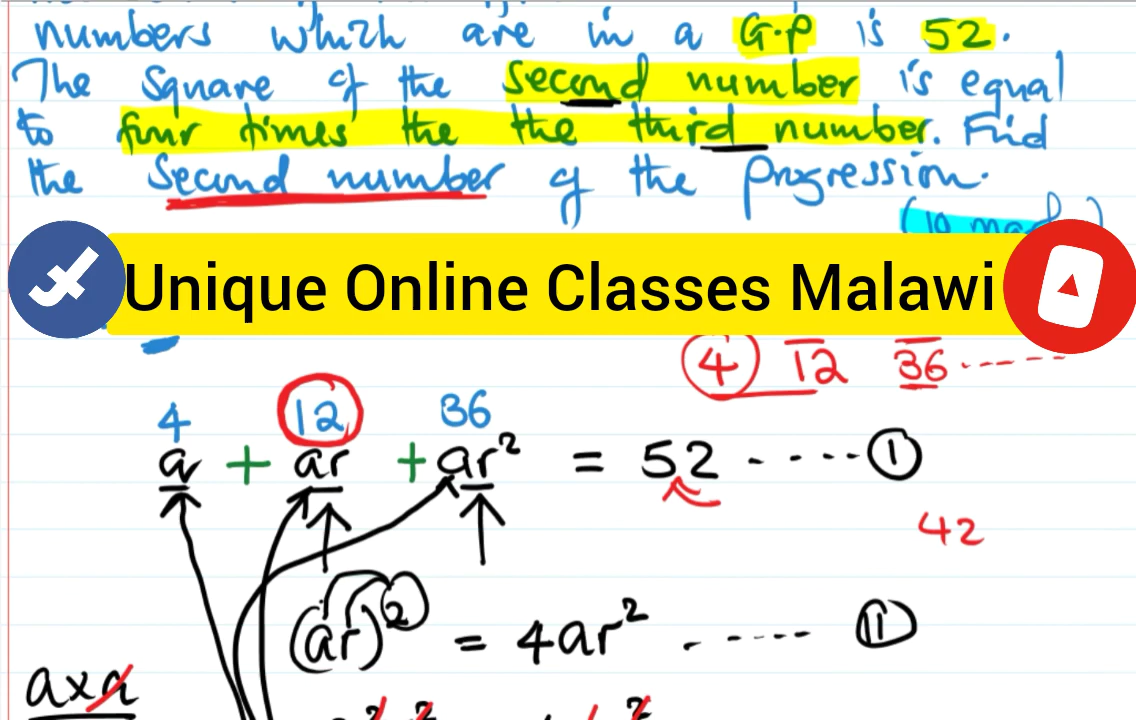 numbers which are in a G.P is 52.
The square of the second number is equal
to four times the the third number. Find
the second number of the progression.
Unique Online Classes Malawi
4 12 36 ......
4 12 36
a + ar + ar² = 52 ..... ①
42
(ar)² = 4ar² ...... ⑪
axa